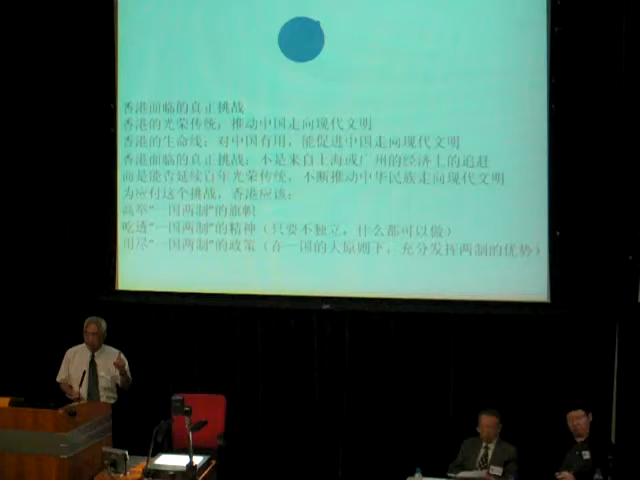 香港面临的真正挑战
香港的光荣传统：推动中国走向现代文明
香港的生命线：对中国有用，能促进中国走向现代文明
香港面临的真正挑战：不是来自上海或广州的经济上的追赶
而是能否延续百年光荣传统，不断推动中华民族走向现代文明
为应付这个挑战，香港应该：
高举“一国两制”的旗帜
吃透“一国两制”的精神（只要不独立，什么都可以做）
用尽“一国两制”的政策（在一国的大原则下，充分发挥两制的优势）